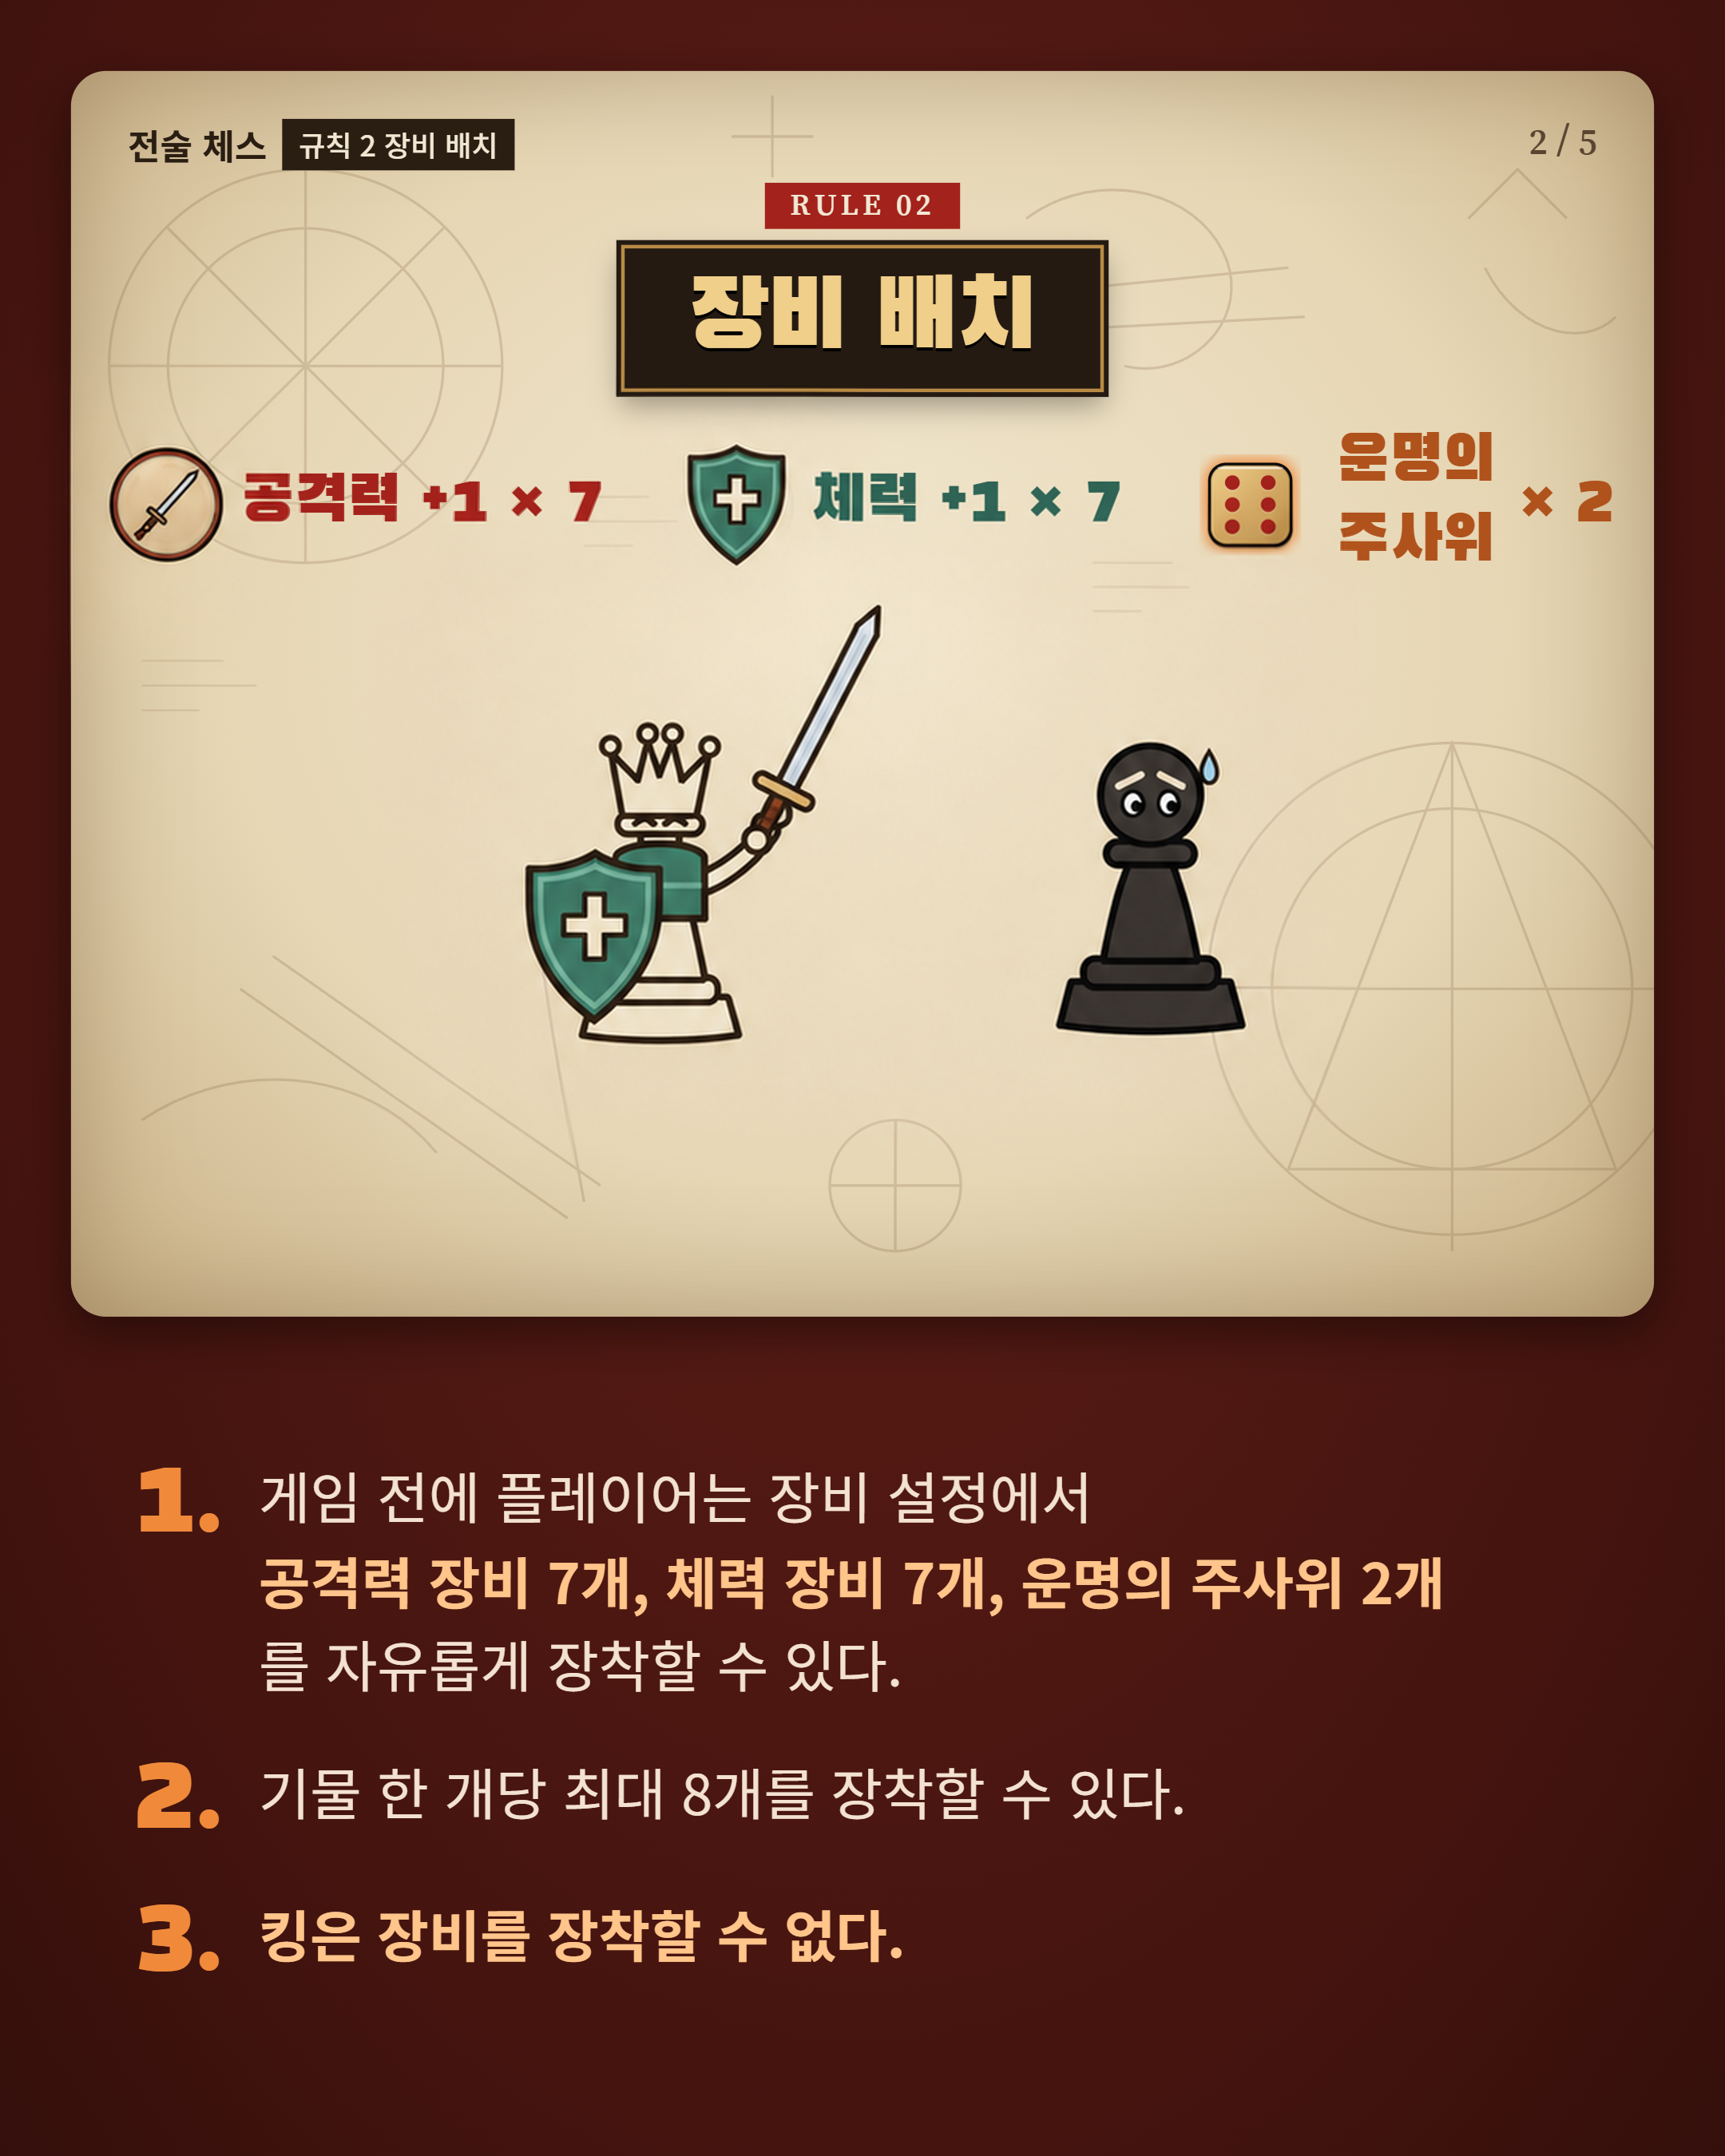 전술 체스 규칙 2 장비 배치
2 / 5
RULE 02
장비 배치
공격력 +1 × 7
체력 +1 × 7
운명의
주사위
× 2
1. 게임 전에 플레이어는 장비 설정에서
공격력 장비 7개, 체력 장비 7개, 운명의 주사위 2개
를 자유롭게 장착할 수 있다.
2. 기물 한 개당 최대 8개를 장착할 수 있다.
3. 킹은 장비를 장착할 수 없다.